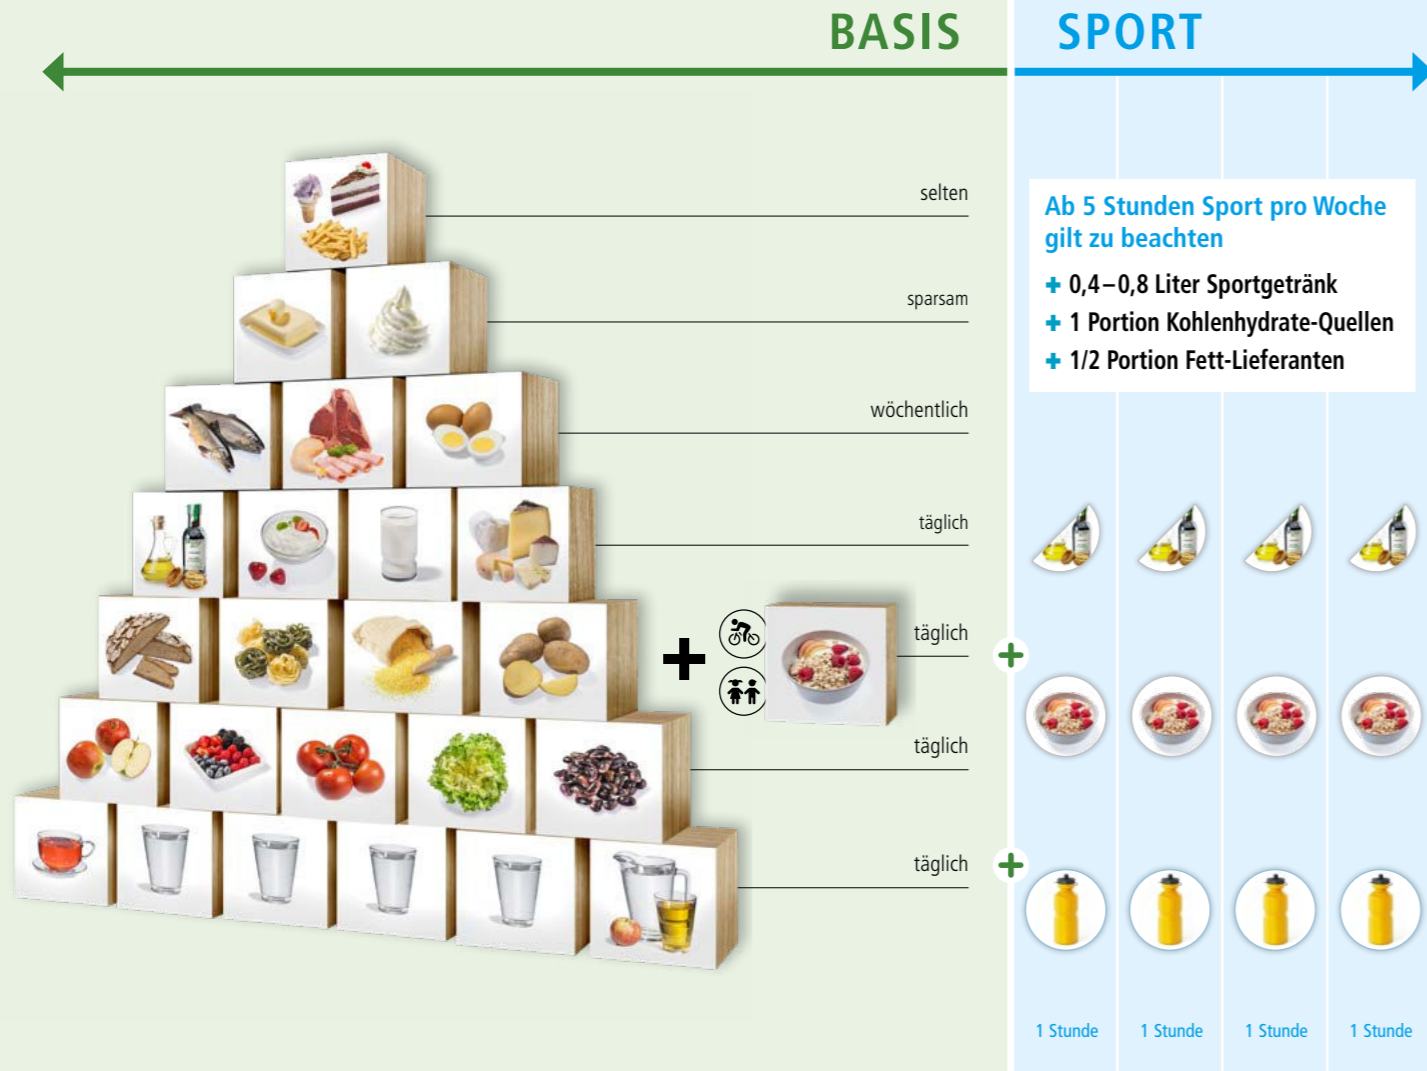 BASIS
SPORT
selten
sparsam
wöchentlich
täglich
täglich
täglich
täglich
Ab 5 Stunden Sport pro Woche
gilt zu beachten
+ 0,4–0,8 Liter Sportgetränk
+ 1 Portion Kohlenhydrate-Quellen
+ 1/2 Portion Fett-Lieferanten
1 Stunde
1 Stunde
1 Stunde
1 Stunde